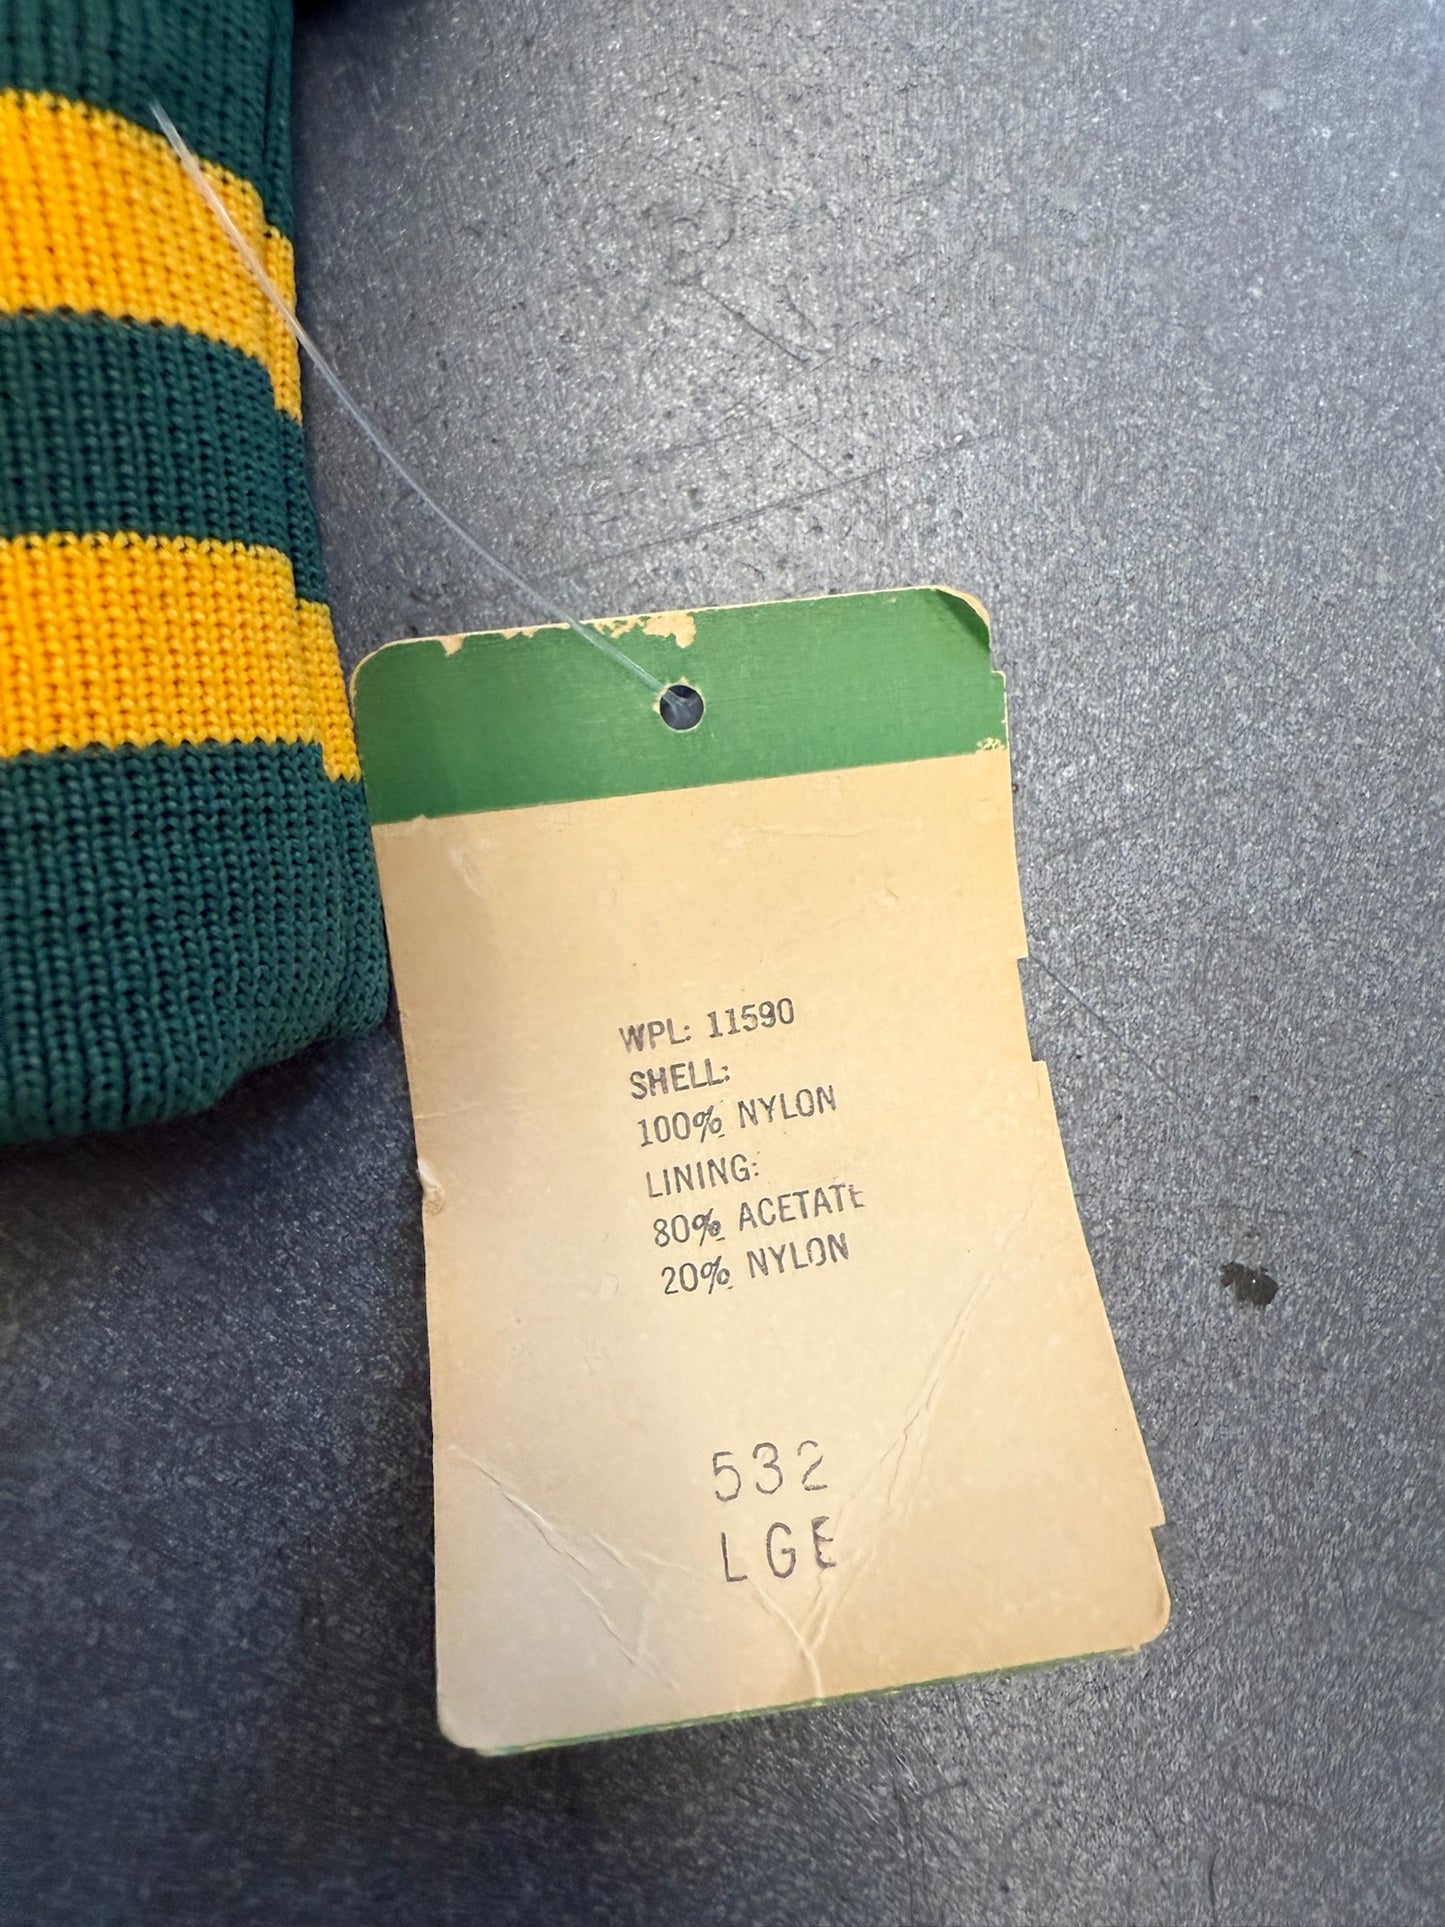 WPL: 11590
SHELL:
100% NYLON
LINING:
80% ACETATE
20% NYLON
532
LGE